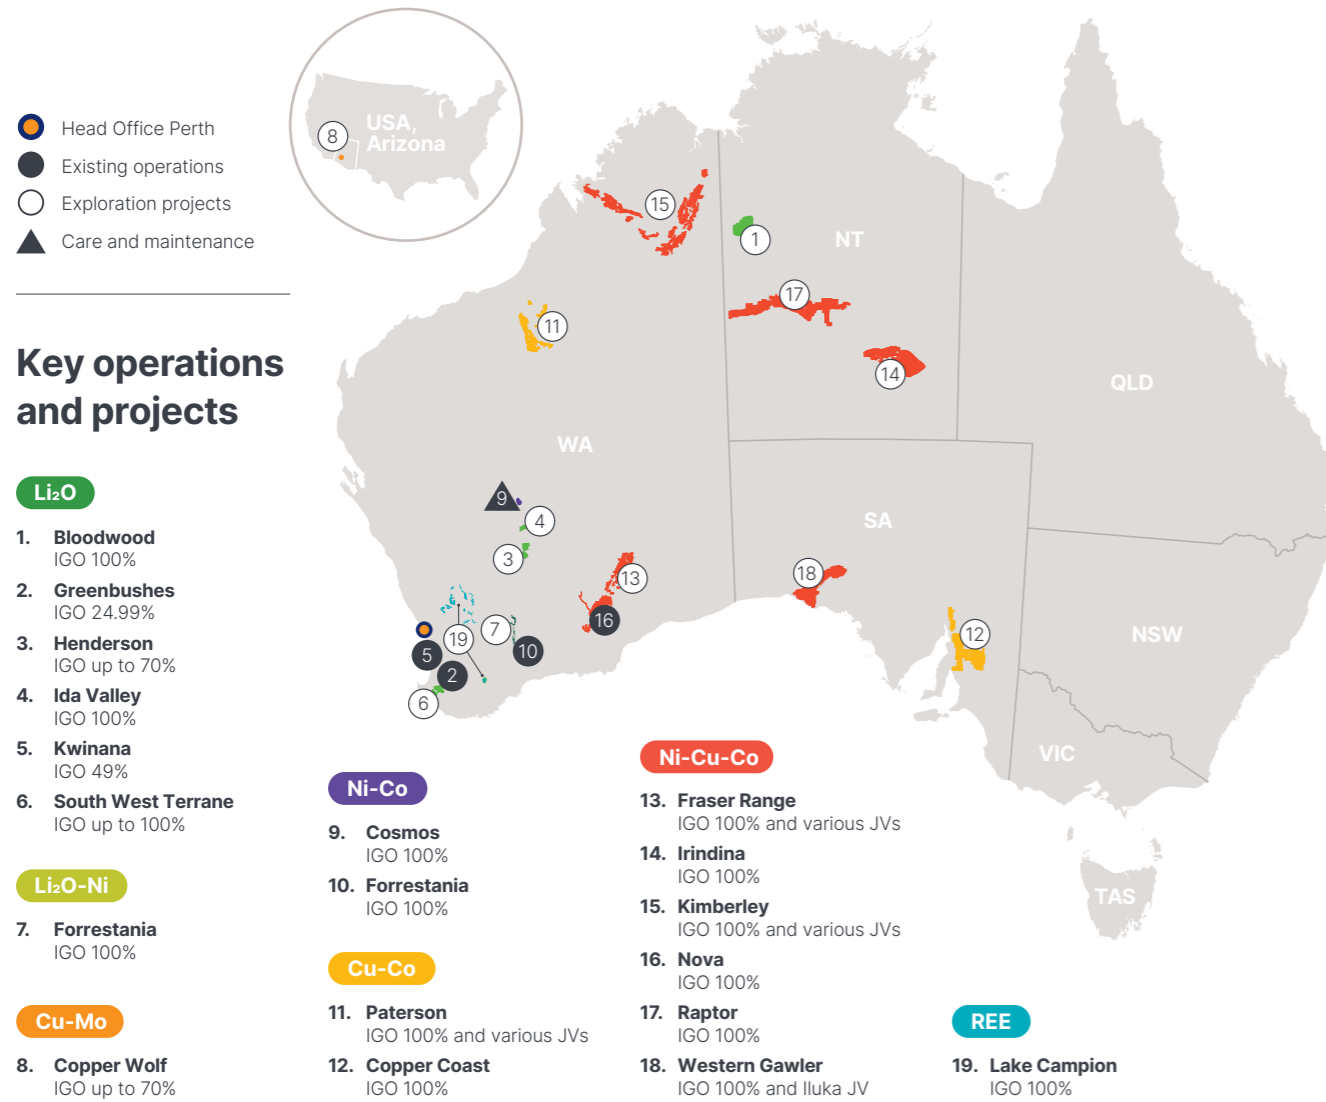 Head Office Perth
Existing operations
Exploration projects
Care and maintenance
8
USA,
Arizona
Key operations
and projects
Li₂O
1. Bloodwood
IGO 100%
2. Greenbushes
IGO 24.99%
3. Henderson
IGO up to 70%
4. Ida Valley
IGO 100%
5. Kwinana
IGO 49%
6. South West Terrane
IGO up to 100%
Li₂O-Ni
7. Forrestania
IGO 100%
Cu-Mo
8. Copper Wolf
IGO up to 70%
Ni-Co
9. Cosmos
IGO 100%
10. Forrestania
IGO 100%
Cu-Co
11. Paterson
IGO 100% and various JVs
12. Copper Coast
IGO 100%
Ni-Cu-Co
13. Fraser Range
IGO 100% and various JVs
14. Irindina
IGO 100%
15. Kimberley
IGO 100% and various JVs
16. Nova
IGO 100%
17. Raptor
IGO 100%
18. Western Gawler
IGO 100% and Iluka JV
REE
19. Lake Campion
IGO 100%
15
1
NT
17
11
14
QLD
WA
9
4
SA
3
18
13
16
7
19
12
NSW
10
5
2
6
VIC
TAS